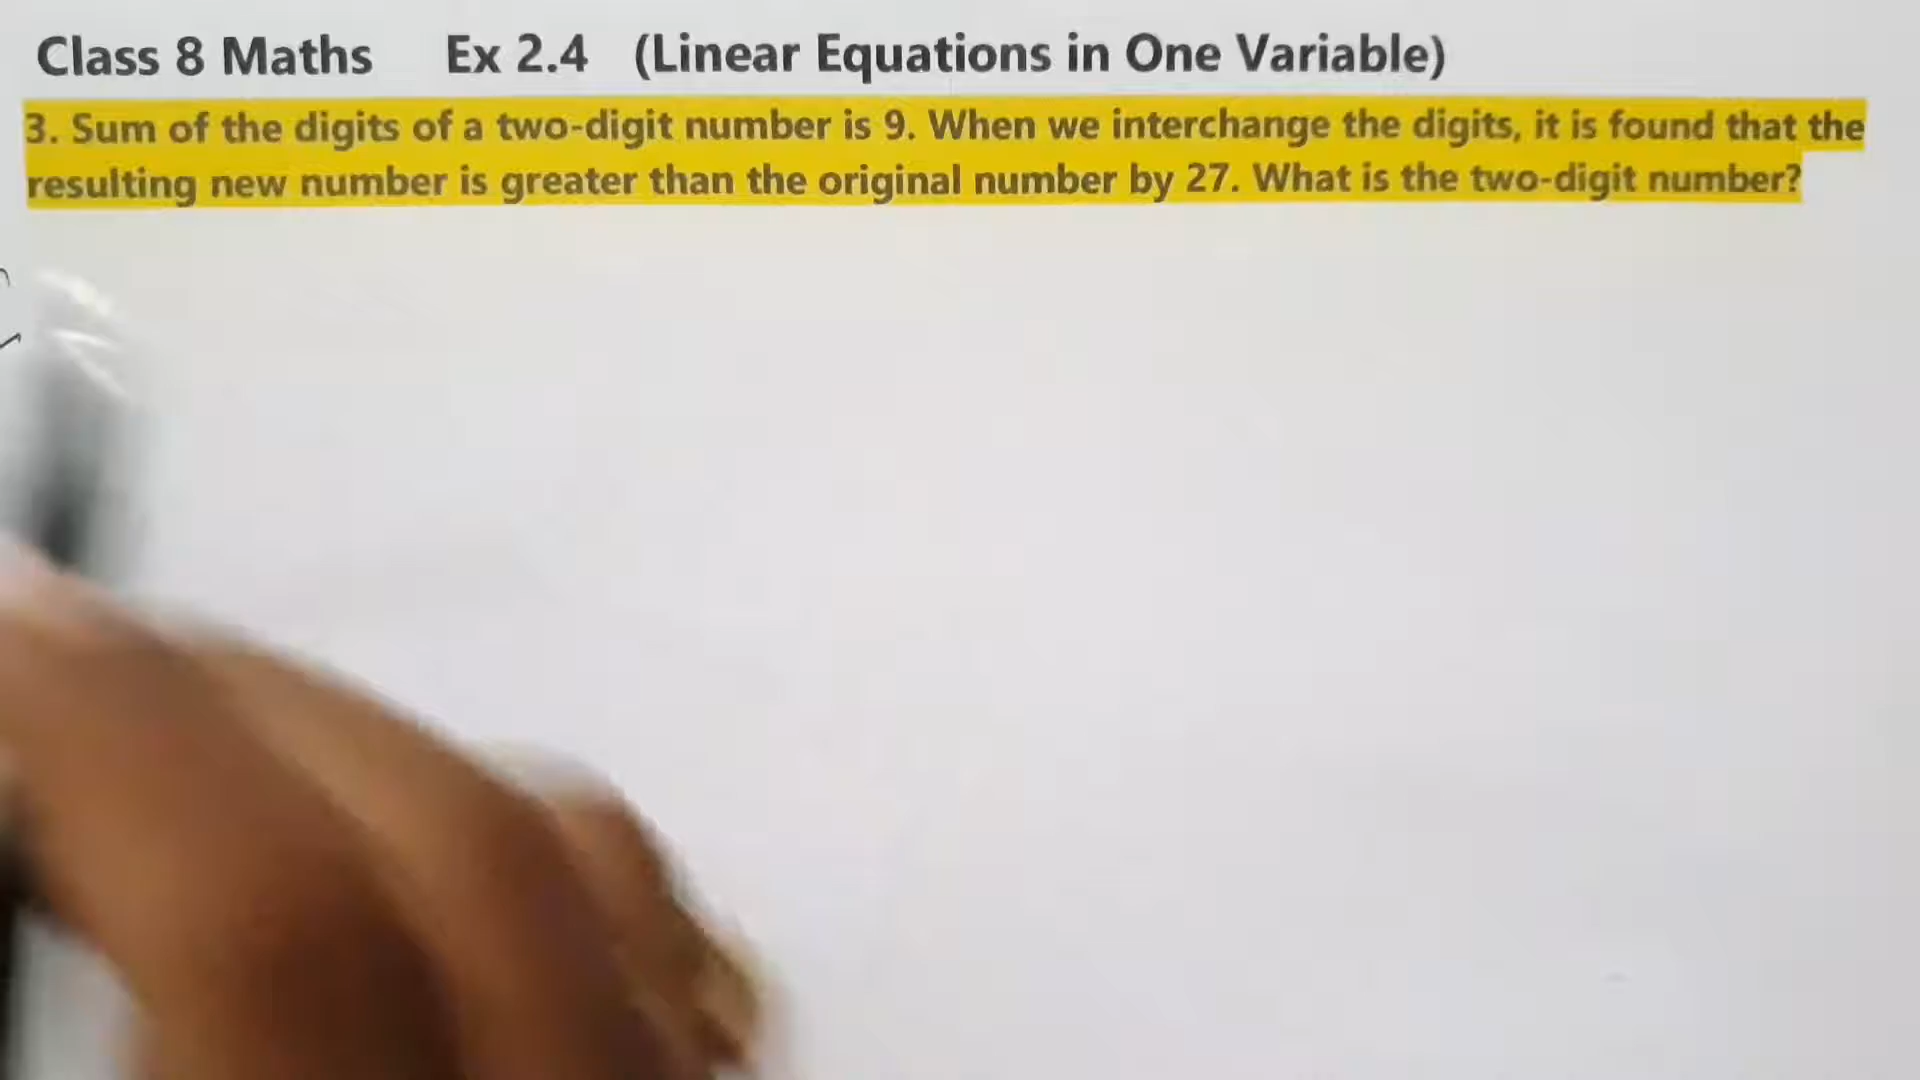 Class 8 Maths Ex 2.4 (Linear Equations in One Variable)
3. Sum of the digits of a two-digit number is 9. When we interchange the digits, it is found that the
resulting new number is greater than the original number by 27. What is the two-digit number?